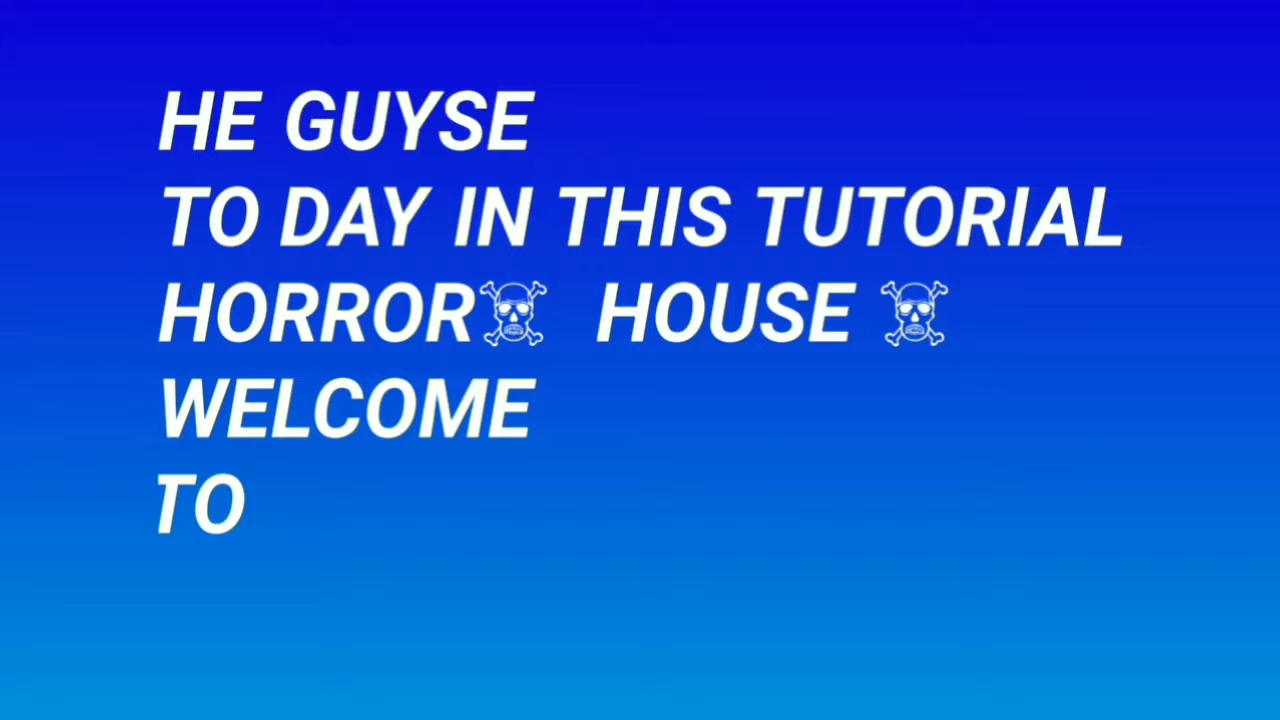 HE GUYSE
TO DAY IN THIS TUTORIAL
HORROR☠ HOUSE ☠
WELCOME
TO